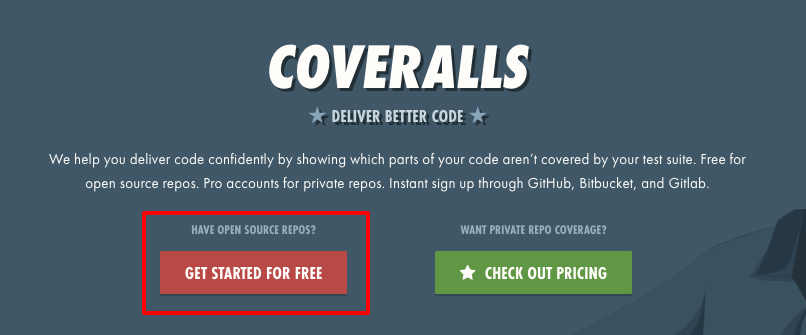 COVERALLS
DELIVER BETTER CODE
We help you deliver code confidently by showing which parts of your code aren't covered by your test suite. Free for
open source repos. Pro accounts for private repos. Instant sign up through GitHub, Bitbucket, and Gitlab.
HAVE OPEN SOURCE REPOS?
GET STARTED FOR FREE
WANT PRIVATE REPO COVERAGE?
CHECK OUT PRICING